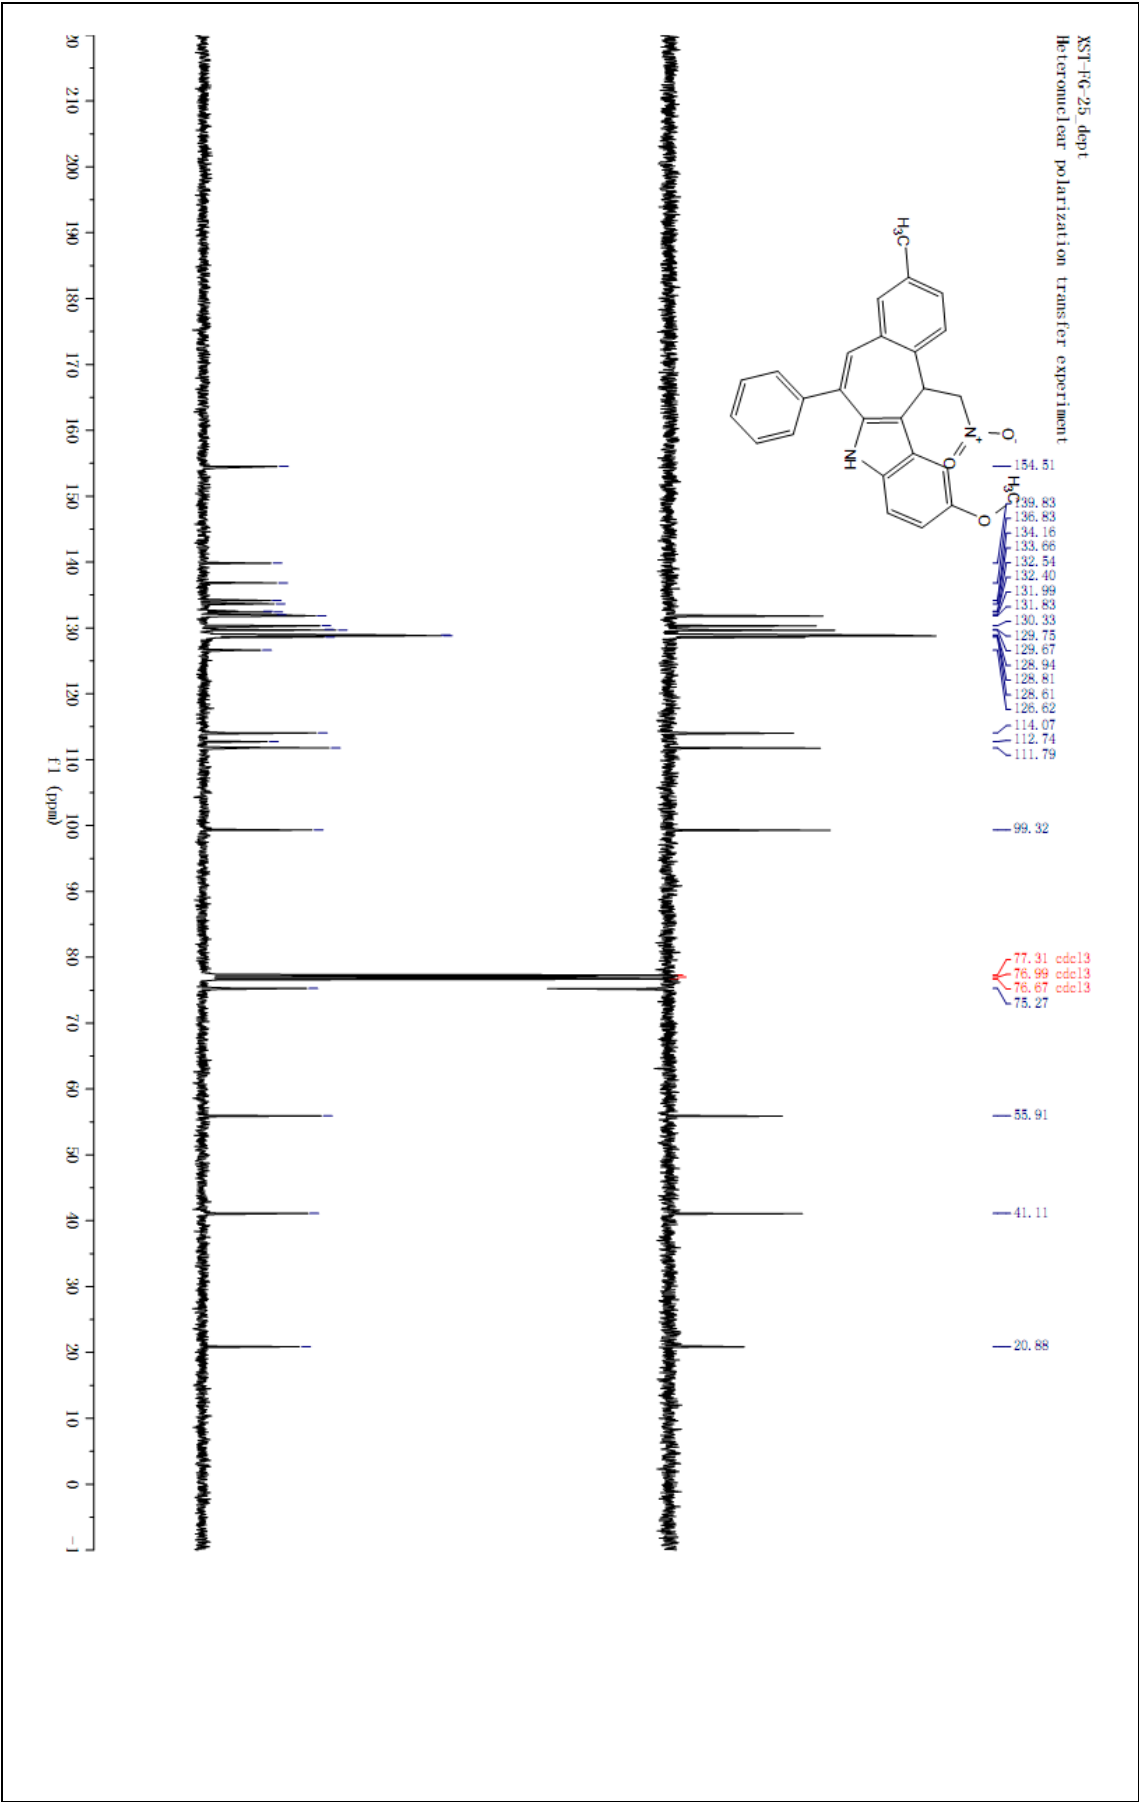 XST-FG-25_dept
Heteronuclear polarization transfer experiment
H₃C
NH
N⁺
O⁻
O
H₃C
O
154.51
139.83
136.83
134.16
133.66
132.54
132.40
131.99
131.83
130.33
129.75
129.67
128.94
128.81
128.61
126.62
114.07
112.74
111.79
99.32
77.31 cdcl3
76.99 cdcl3
76.67 cdcl3
75.27
55.91
41.11
20.88
20 210 200 190 180 170 160 150 140 130 120 110 100 90 80 70 60 50 40 30 20 10 0 -1
f1 (ppm)